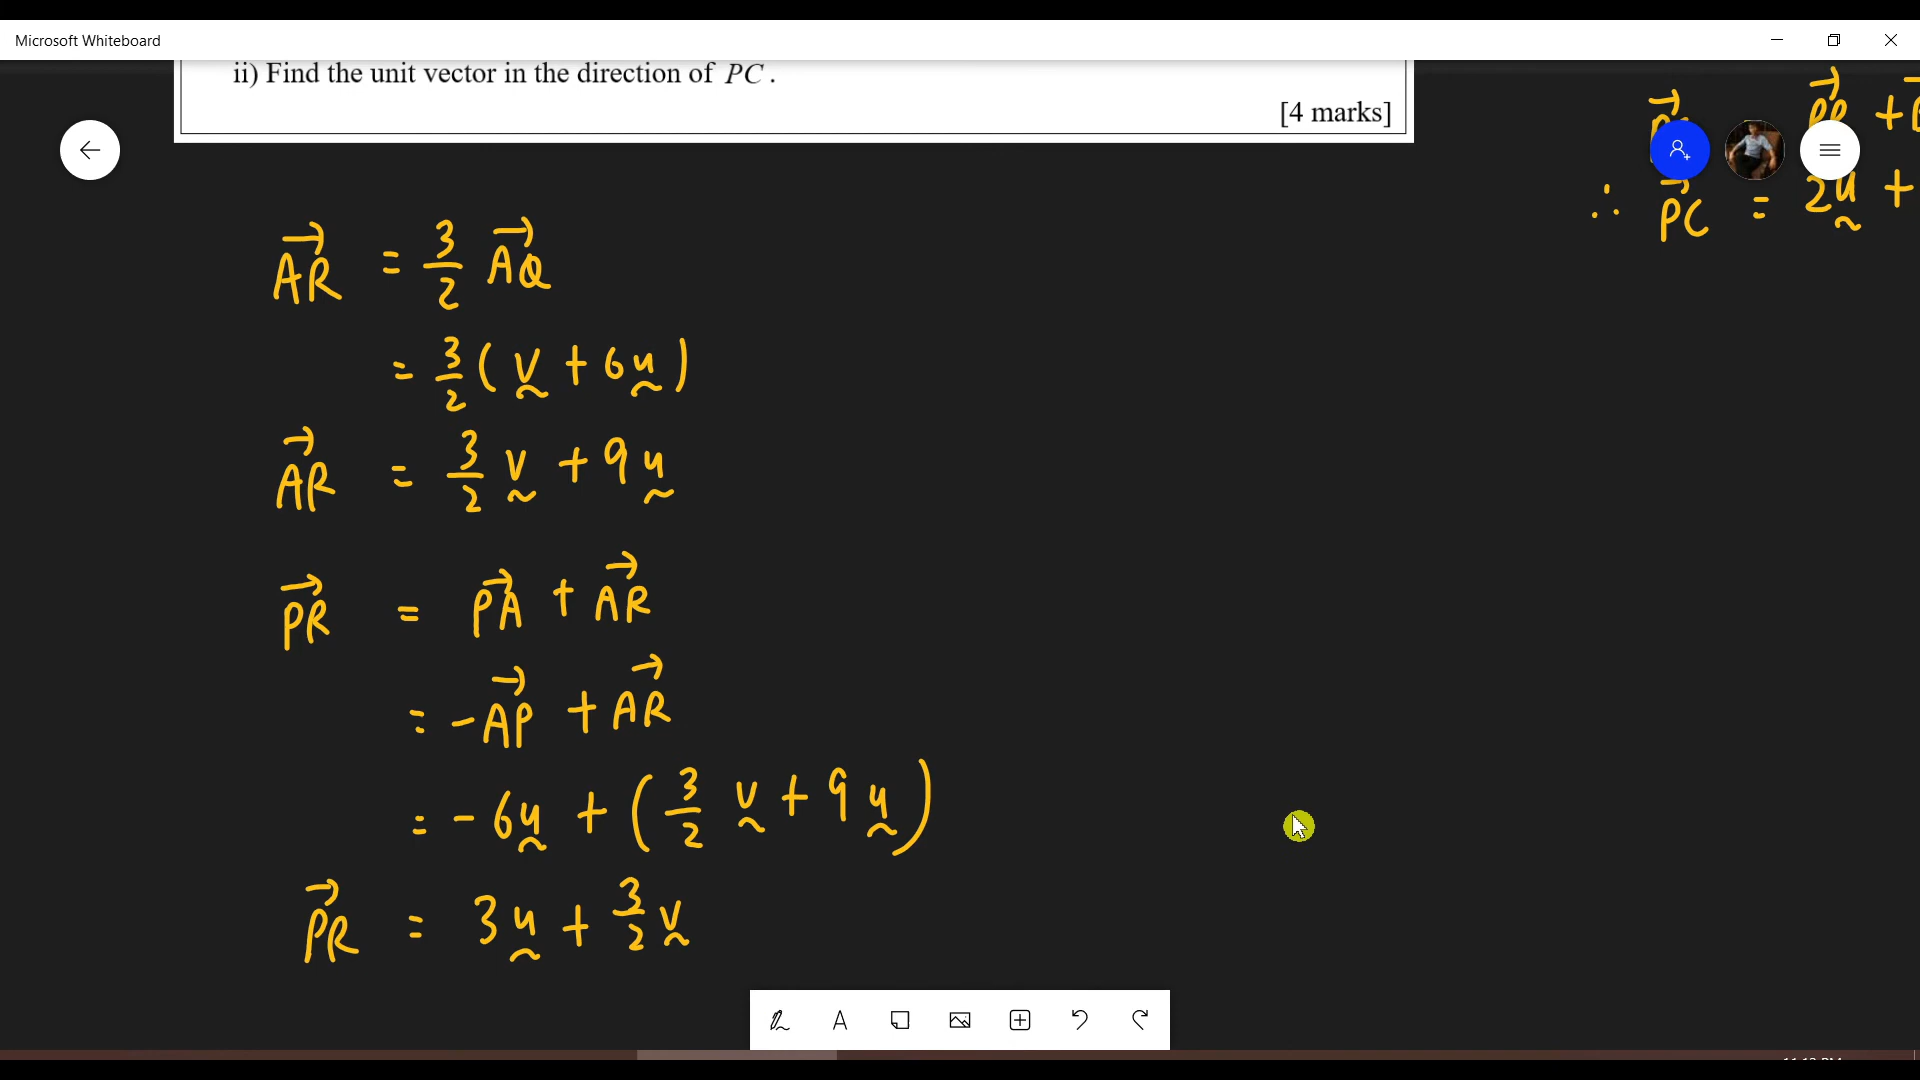 Microsoft Whiteboard
ii) Find the unit vector in the direction of PC.
[4 marks]
∴ PC⃗ = 2u +
AR⃗ = 3/2 AQ⃗
= 3/2 ( v + 6u )
AR⃗ = 3/2 v + 9u
PR⃗ = PA⃗ + AR⃗
= -AP⃗ + AR⃗
= -6u + ( 3/2 v + 9u )
PR⃗ = 3u + 3/2 v